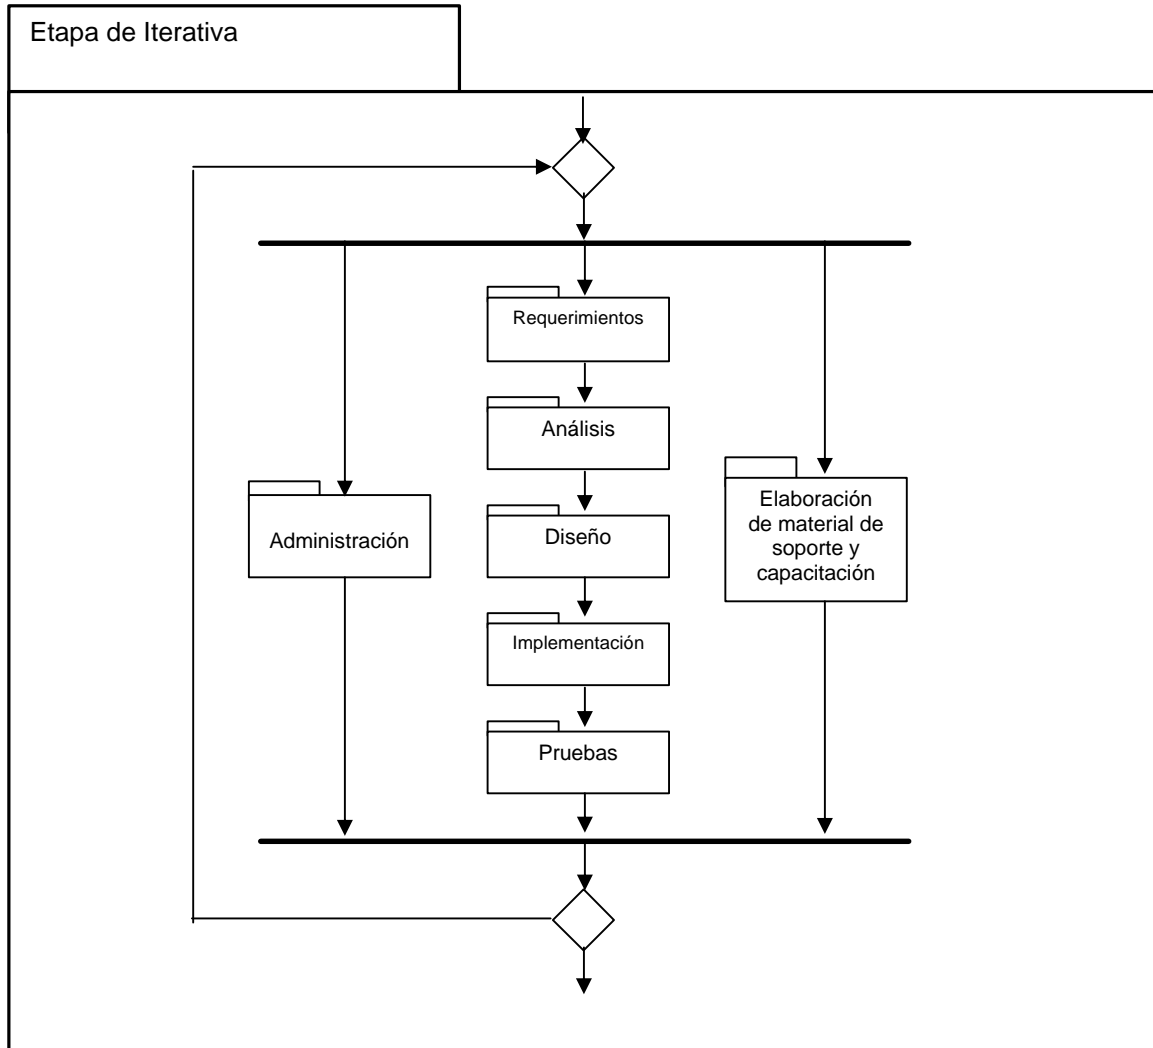 Etapa de Iterativa
Requerimientos
Análisis
Administración
Elaboración
de material de
soporte y
capacitación
Diseño
Implementación
Pruebas